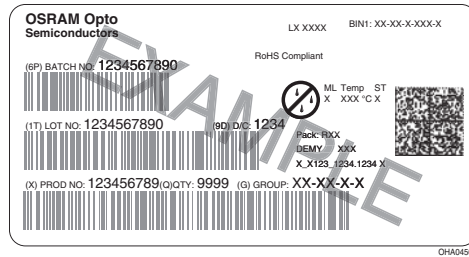 OSRAM Opto
Semiconductors
LX XXXX
BIN1: XX-XX-X-XXX-X
RoHS Compliant
(6P) BATCH NO: 1234567890
ML Temp ST
X XXX °C X
(1T) LOT NO: 1234567890 (9D) D/C: 1234
Pack: RXX
DEMY XXX
X_X123_1234.1234 X
(X) PROD NO: 123456789(Q)QTY: 9999 (G) GROUP: XX-XX-X-X
EXAMPLE